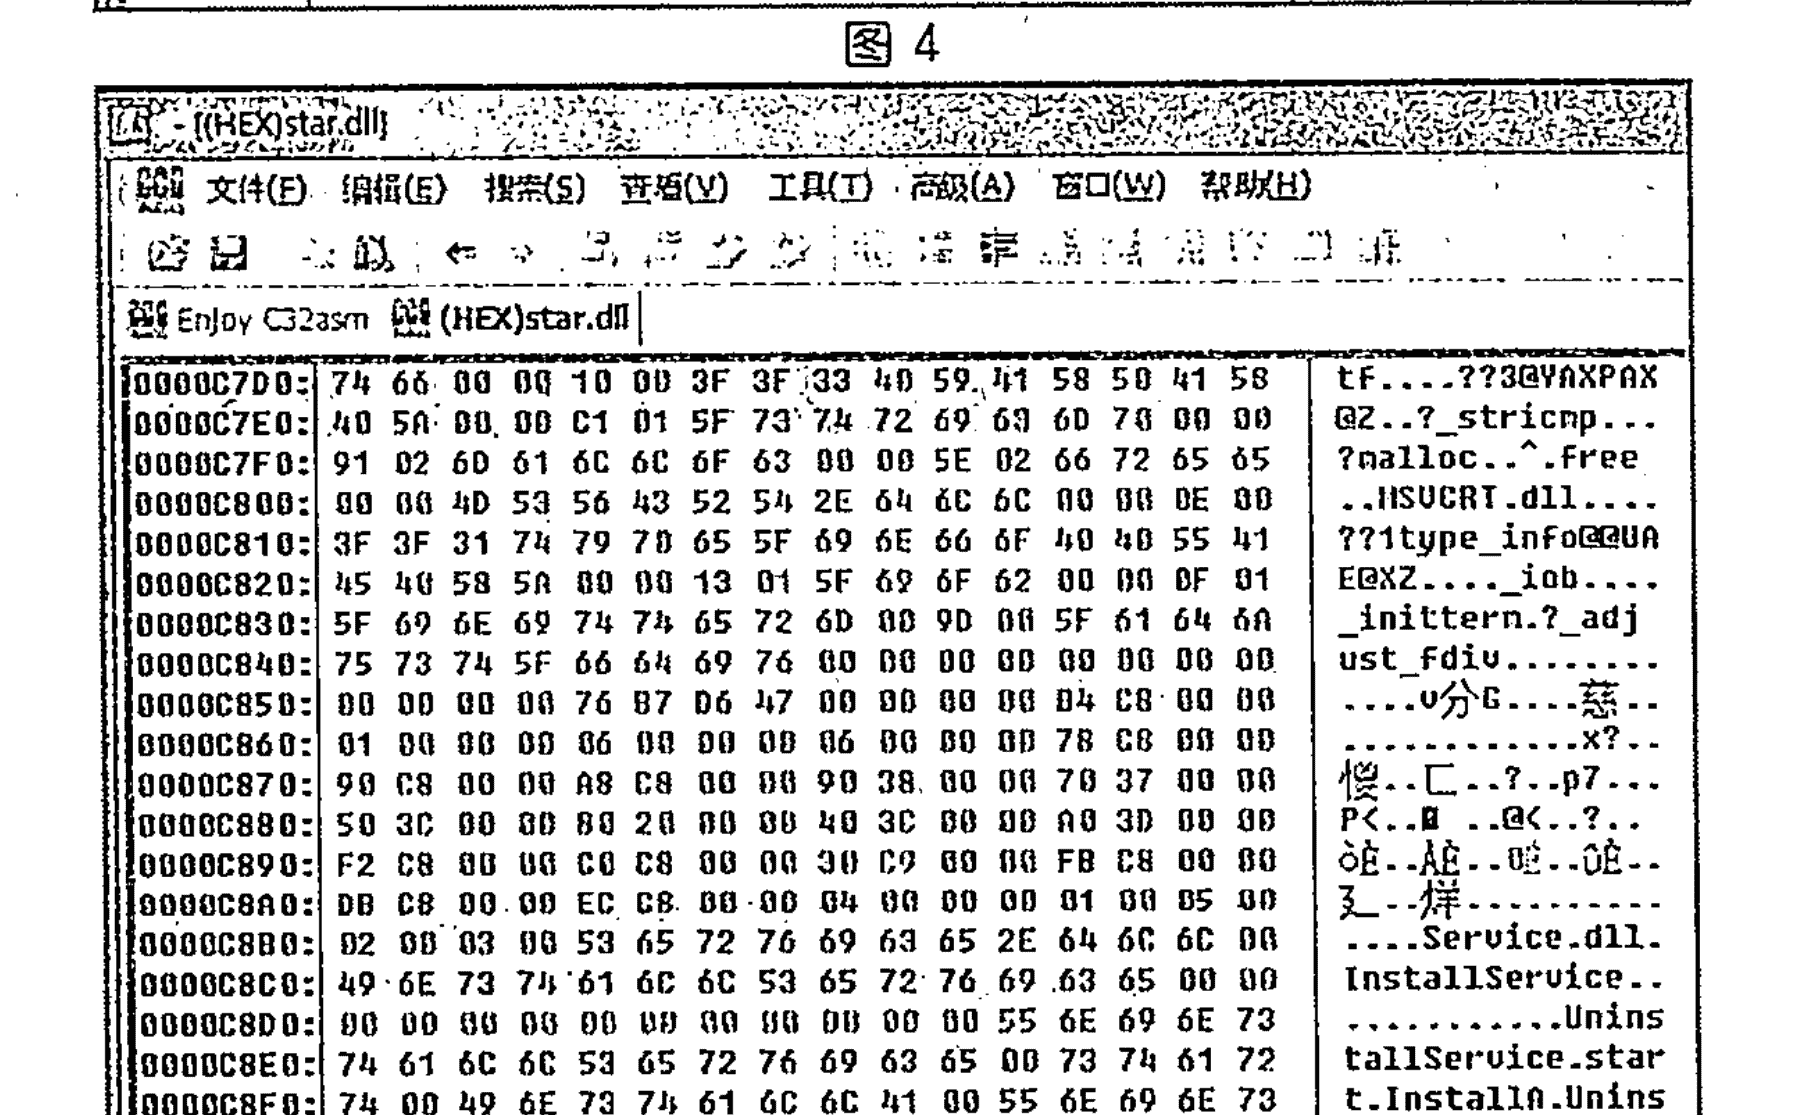 图 4
- [(HEX)star.dll]
文件(F) 编辑(E) 搜索(S) 查看(V) 工具(T) 高级(A) 窗口(W) 帮助(H)
Enjoy C32asm (HEX)star.dll
0000C7D0: 74 66 00 00 10 00 3F 3F 33 40 59 41 58 50 41 58 tf....??3@YAXPAX
0000C7E0: 40 5A 00 00 C1 01 5F 73 74 72 69 63 6D 70 00 00 @Z..?_stricmp...
0000C7F0: 91 02 6D 61 6C 6C 6F 63 00 00 5E 02 66 72 65 65 ?malloc..^.free
0000C800: 00 00 4D 53 56 43 52 54 2E 64 6C 6C 00 00 0E 00 ..MSVCRT.dll....
0000C810: 3F 3F 31 74 79 70 65 5F 69 6E 66 6F 40 40 55 41 ??1type_info@@UA
0000C820: 45 40 58 5A 00 00 13 01 5F 69 6F 62 00 00 0F 01 E@XZ...._iob....
0000C830: 5F 69 6E 69 74 74 65 72 6D 00 9D 00 5F 61 64 6A _initterm.?_adj
0000C840: 75 73 74 5F 66 64 69 76 00 00 00 00 00 00 00 00 ust_fdiv........
0000C850: 00 00 00 00 76 B7 D6 47 00 00 00 00 B4 C8 00 00 ....v分G....慈..
0000C860: 01 00 00 00 06 00 00 00 06 00 00 00 78 C8 00 00 ............x?..
0000C870: 90 C8 00 00 A8 C8 00 00 90 38 00 00 70 37 00 00 ..匚..?..p7...
0000C880: 50 3C 00 00 80 20 00 00 40 3C 00 00 A0 3D 00 00 P<.. ..@<..?..
0000C890: F2 C8 00 00 C0 C8 00 00 30 C9 00 00 FB C8 00 00 òÈ..ÀÈ....ûÈ..
0000C8A0: DB C8 00 00 EC C8 00 00 04 00 00 00 01 00 05 00 廴..烊..........
0000C8B0: 02 00 03 00 53 65 72 76 69 63 65 2E 64 6C 6C 00 ....Service.dll.
0000C8C0: 49 6E 73 74 61 6C 6C 53 65 72 76 69 63 65 00 00 InstallService..
0000C8D0: 00 00 00 00 00 00 00 00 00 00 00 55 6E 69 6E 73 ...........Unins
0000C8E0: 74 61 6C 6C 53 65 72 76 69 63 65 00 73 74 61 72 tallService.star
0000C8F0: 74 00 49 6E 73 74 61 6C 6C 41 00 55 6E 69 6E 73 t.InstallA.Unins